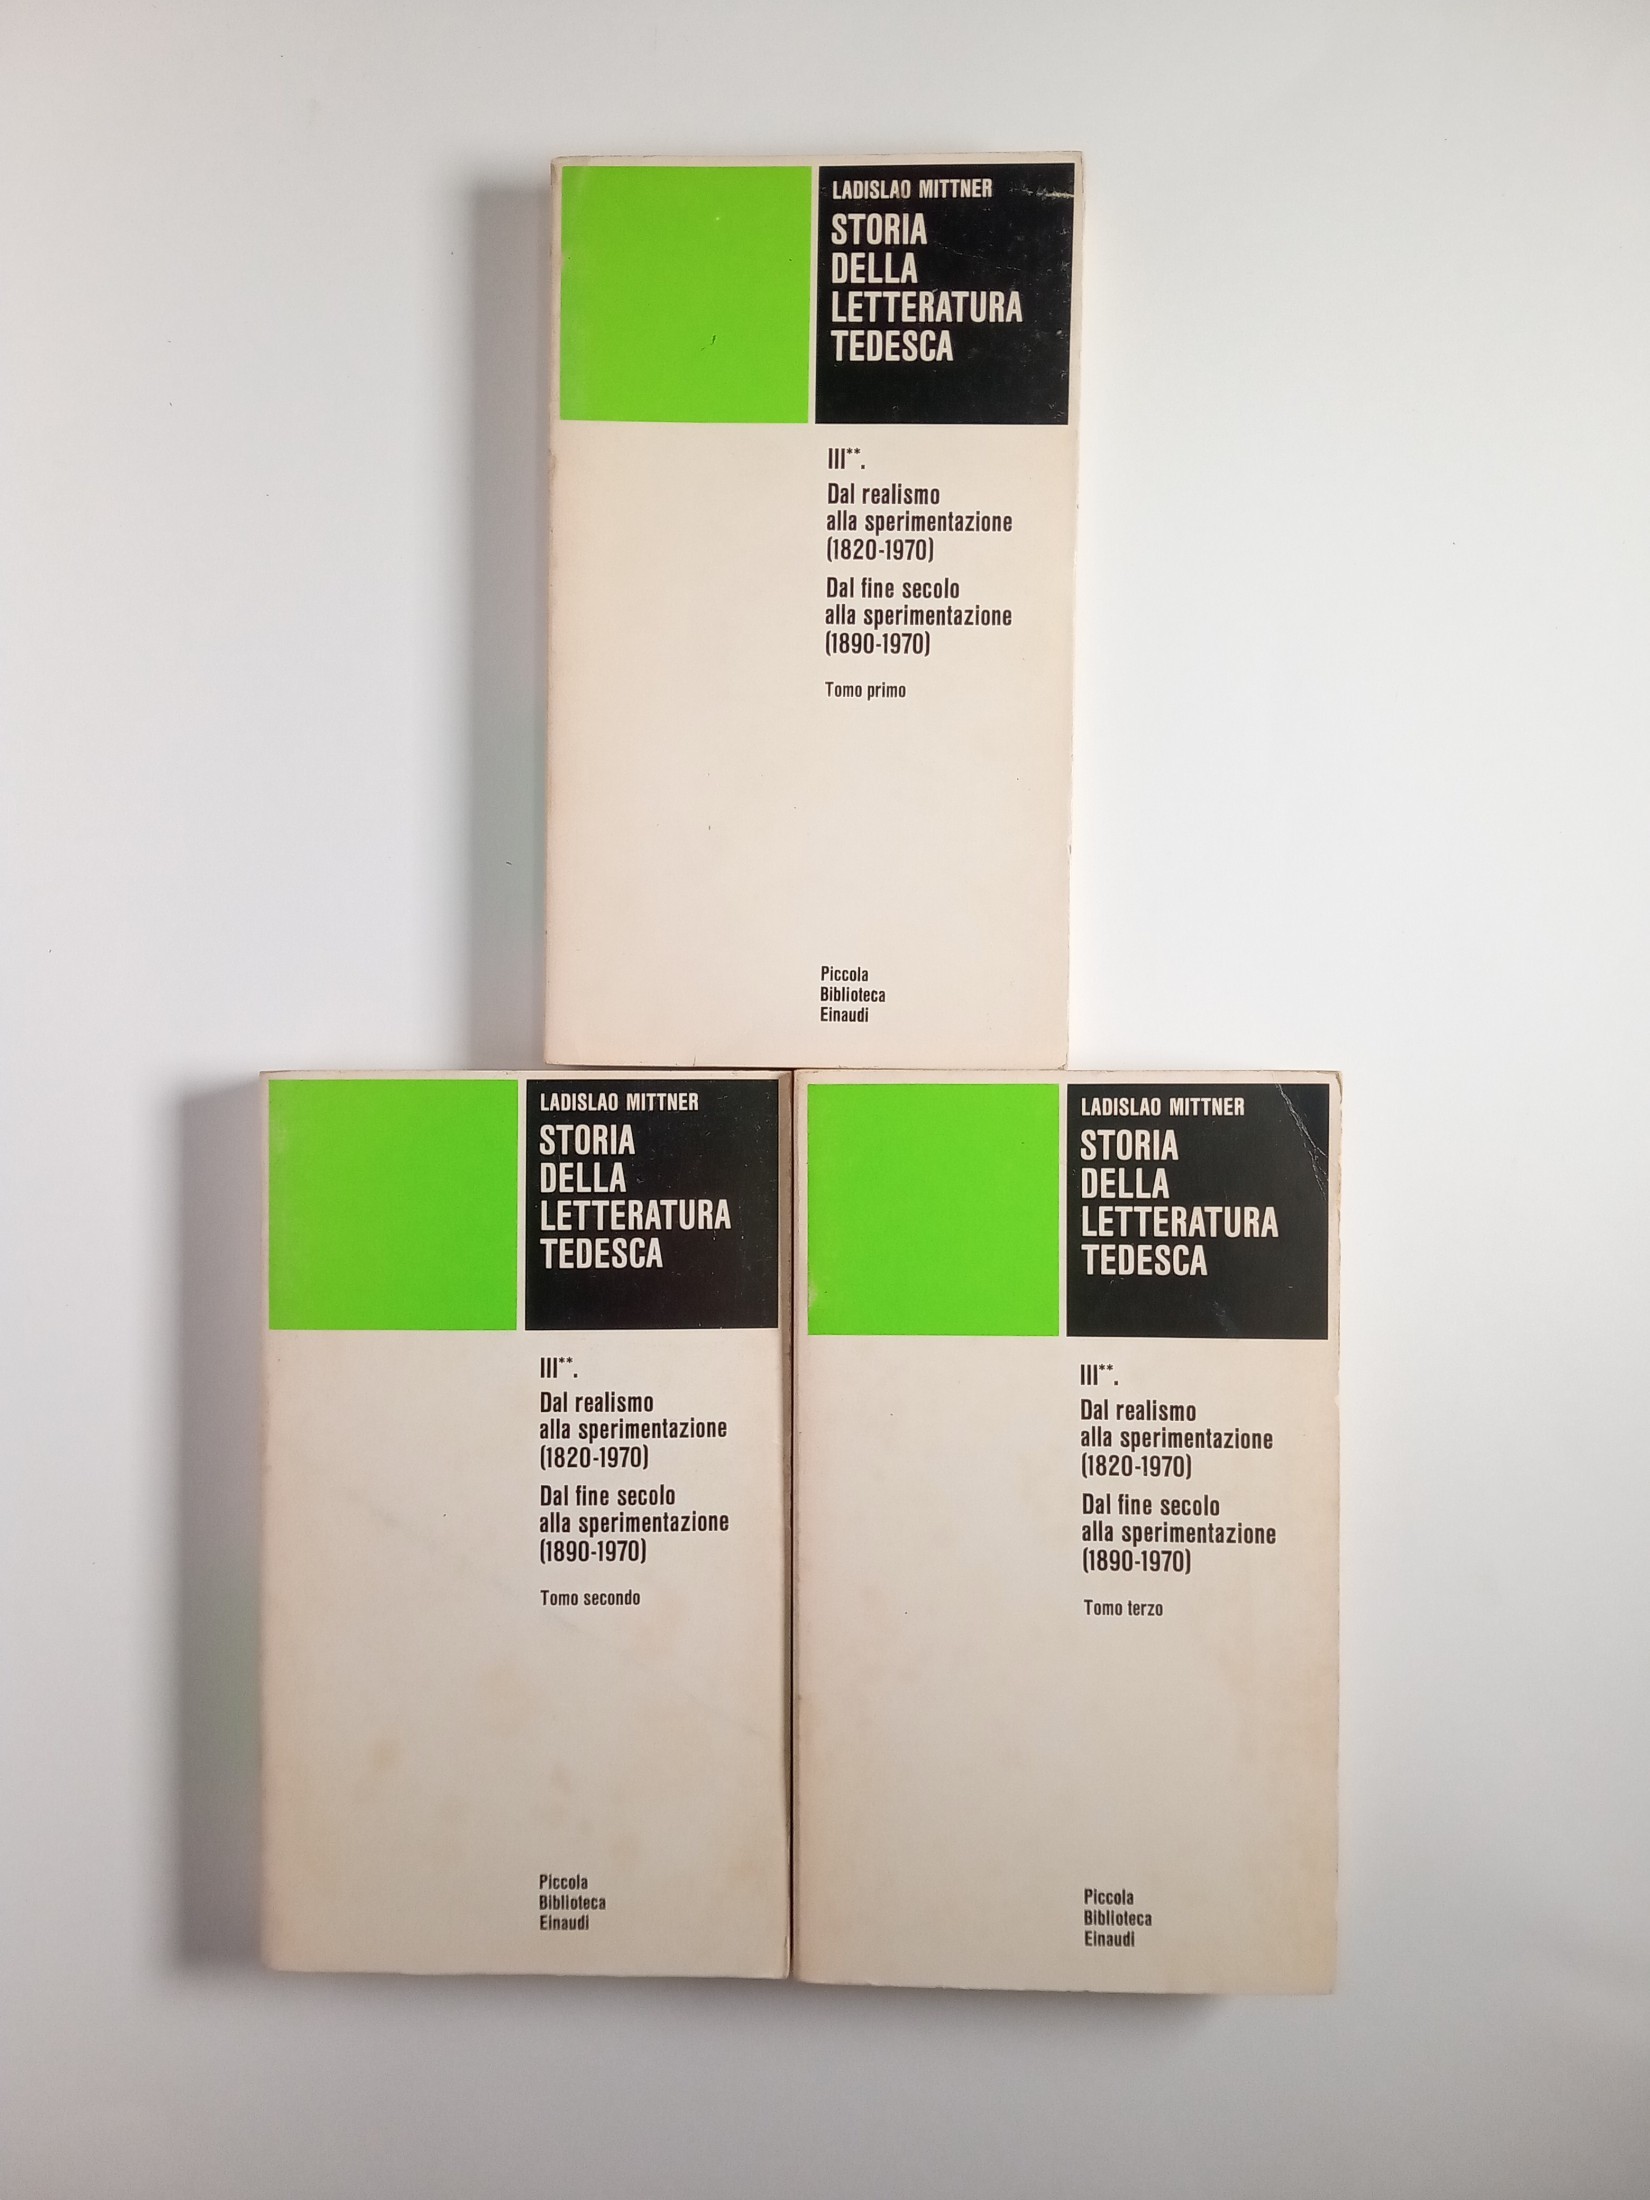 LADISLAO MITTNER
STORIA
DELLA
LETTERATURA
TEDESCA
III**.
Dal realismo
alla sperimentazione
(1820-1970)
Dal fine secolo
alla sperimentazione
(1890-1970)
Tomo primo
Piccola
Biblioteca
Einaudi
LADISLAO MITTNER
STORIA
DELLA
LETTERATURA
TEDESCA
III**.
Dal realismo
alla sperimentazione
(1820-1970)
Dal fine secolo
alla sperimentazione
(1890-1970)
Tomo secondo
Piccola
Biblioteca
Einaudi
LADISLAO MITTNER
STORIA
DELLA
LETTERATURA
TEDESCA
III**.
Dal realismo
alla sperimentazione
(1820-1970)
Dal fine secolo
alla sperimentazione
(1890-1970)
Tomo terzo
Piccola
Biblioteca
Einaudi